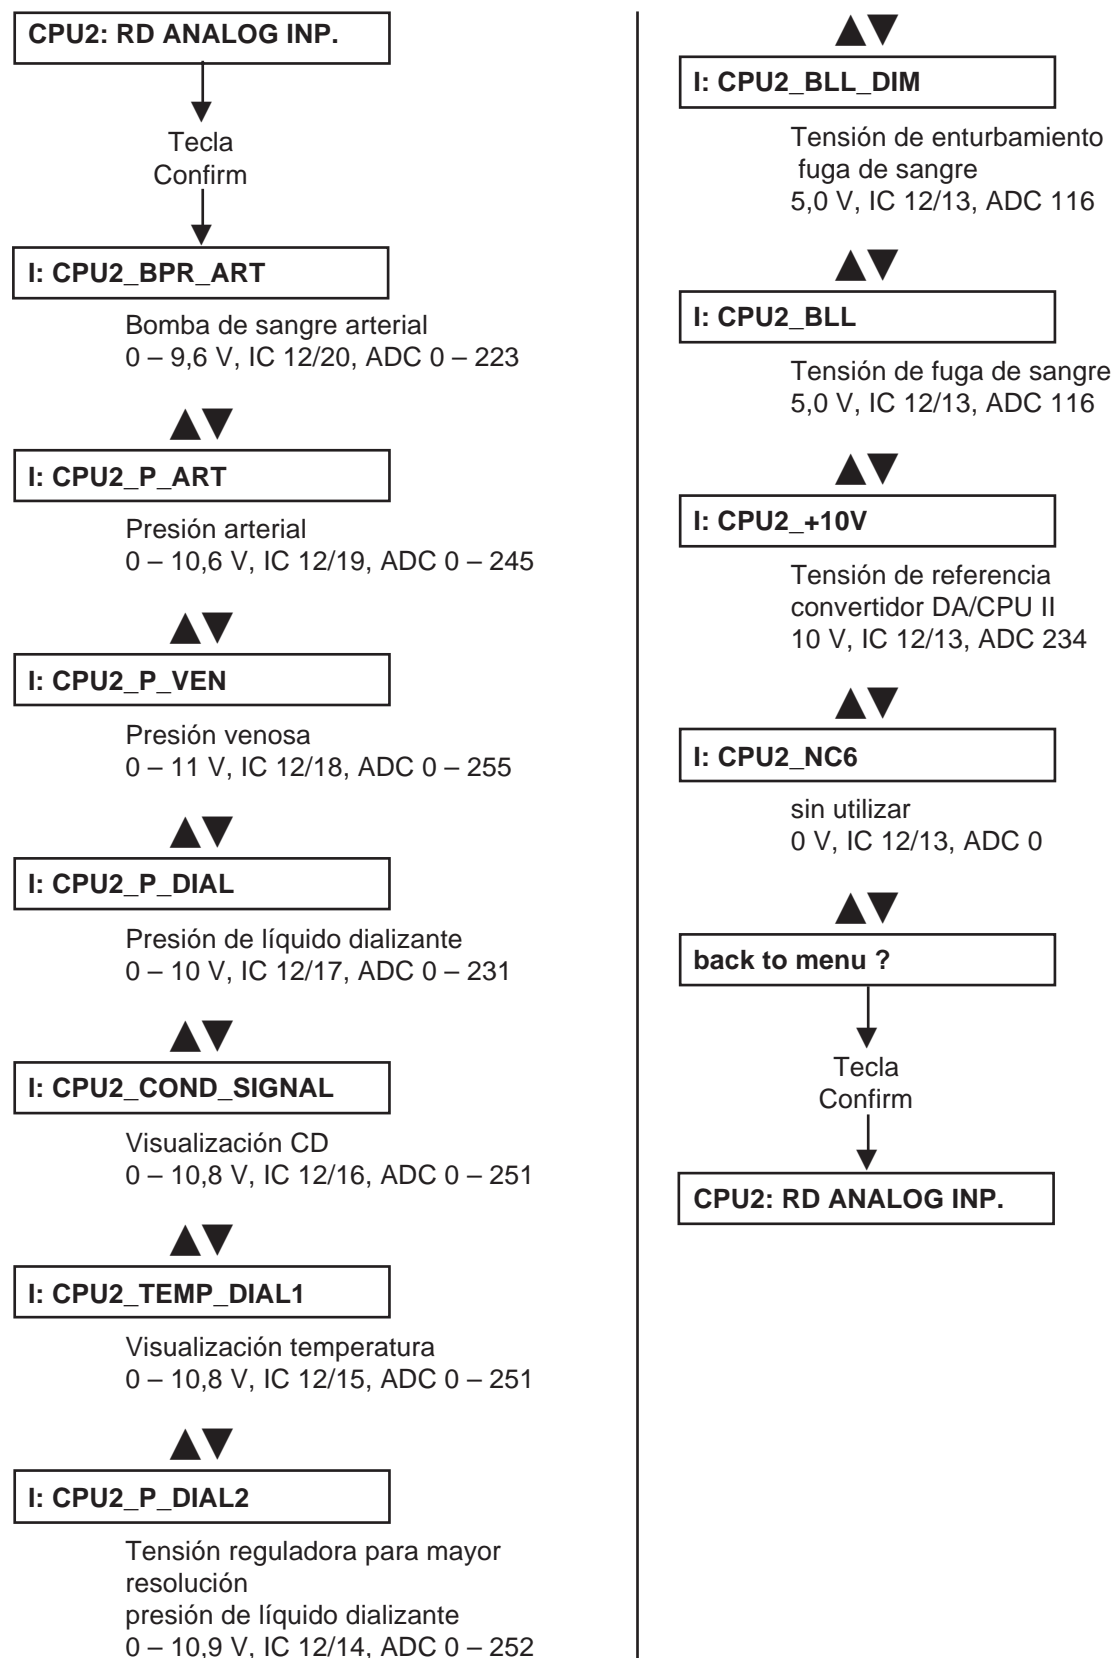 CPU2: RD ANALOG INP.
Tecla
Confirm
I: CPU2_BPR_ART
Bomba de sangre arterial
0 – 9,6 V, IC 12/20, ADC 0 – 223
▲▼
I: CPU2_P_ART
Presión arterial
0 – 10,6 V, IC 12/19, ADC 0 – 245
▲▼
I: CPU2_P_VEN
Presión venosa
0 – 11 V, IC 12/18, ADC 0 – 255
▲▼
I: CPU2_P_DIAL
Presión de líquido dializante
0 – 10 V, IC 12/17, ADC 0 – 231
▲▼
I: CPU2_COND_SIGNAL
Visualización CD
0 – 10,8 V, IC 12/16, ADC 0 – 251
▲▼
I: CPU2_TEMP_DIAL1
Visualización temperatura
0 – 10,8 V, IC 12/15, ADC 0 – 251
▲▼
I: CPU2_P_DIAL2
Tensión reguladora para mayor
resolución
presión de líquido dializante
0 – 10,9 V, IC 12/14, ADC 0 – 252
▲▼
I: CPU2_BLL_DIM
Tensión de enturbamiento
fuga de sangre
5,0 V, IC 12/13, ADC 116
▲▼
I: CPU2_BLL
Tensión de fuga de sangre
5,0 V, IC 12/13, ADC 116
▲▼
I: CPU2_+10V
Tensión de referencia
convertidor DA/CPU II
10 V, IC 12/13, ADC 234
▲▼
I: CPU2_NC6
sin utilizar
0 V, IC 12/13, ADC 0
▲▼
back to menu ?
Tecla
Confirm
CPU2: RD ANALOG INP.